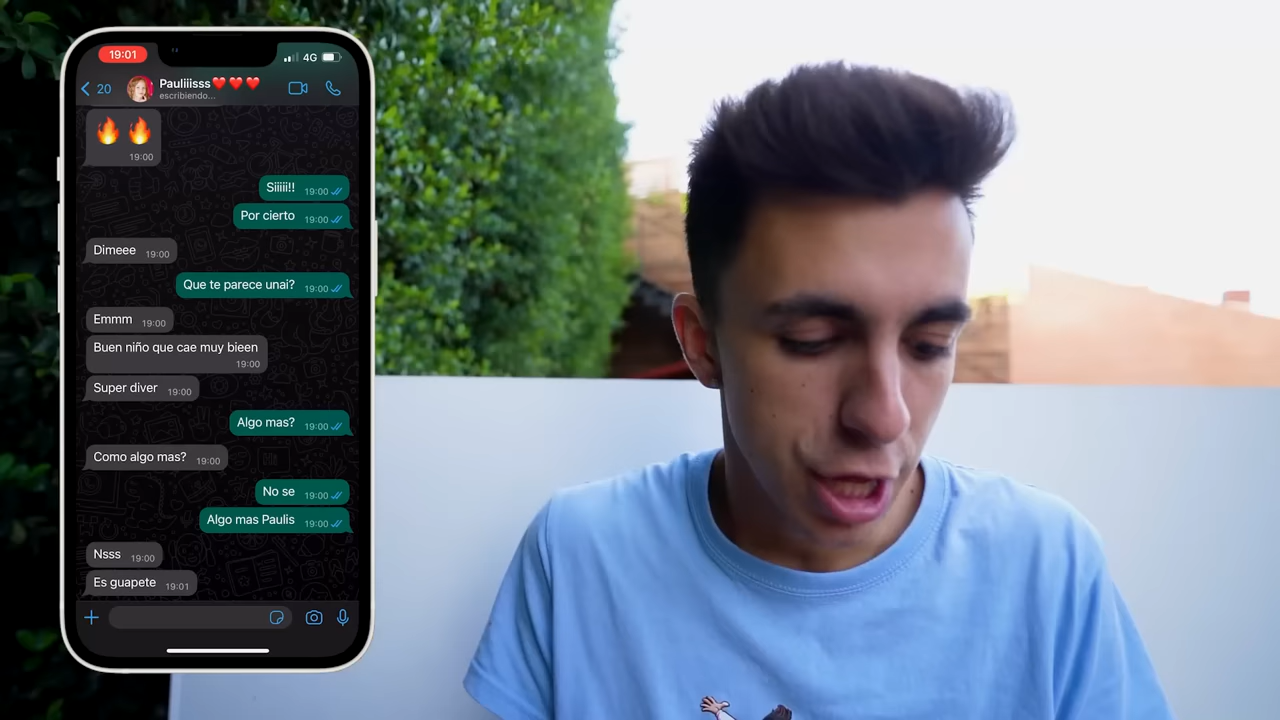 19:01
4G
20
Pauliiisss❤️❤️❤️
escribiendo...
🔥🔥
19:00
Siiiii!! 19:00
Por cierto 19:00
Dimeee 19:00
Que te parece unai? 19:00
Emmm 19:00
Buen niño que cae muy bieen
19:00
Super diver 19:00
Algo mas? 19:00
Como algo mas? 19:00
No se 19:00
Algo mas Paulis 19:00
Nsss 19:00
Es guapete 19:01